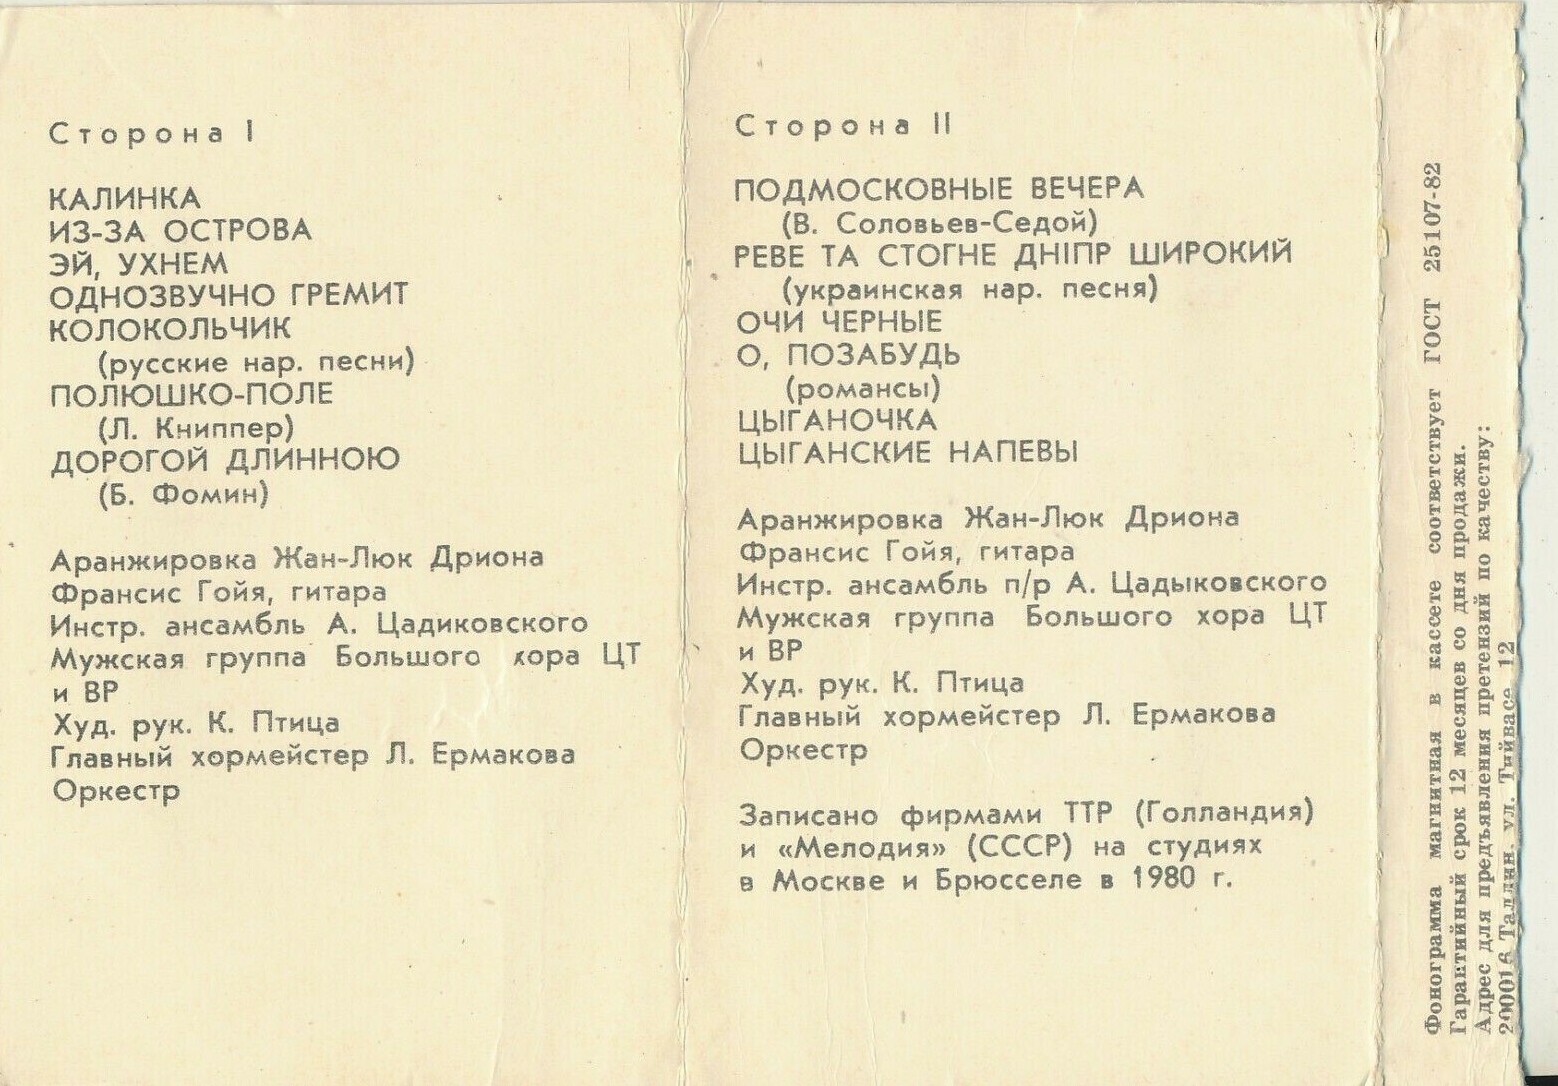 Сторона I
КАЛИНКА
ИЗ-ЗА ОСТРОВА
ЭЙ, УХНЕМ
ОДНОЗВУЧНО ГРЕМИТ
КОЛОКОЛЬЧИК
(русские нар. песни)
ПОЛЮШКО-ПОЛЕ
(Л. Книппер)
ДОРОГОЙ ДЛИННОЮ
(Б. Фомин)
Аранжировка Жан-Люк Дриона
Франсис Гойя, гитара
Инстр. ансамбль А. Цадиковского
Мужская группа Большого хора ЦТ
и ВР
Худ. рук. К. Птица
Главный хормейстер Л. Ермакова
Оркестр
Сторона II
ПОДМОСКОВНЫЕ ВЕЧЕРА
(В. Соловьев-Седой)
РЕВЕ ТА СТОГНЕ ДНІПР ШИРОКИЙ
(украинская нар. песня)
ОЧИ ЧЕРНЫЕ
О, ПОЗАБУДЬ
(романсы)
ЦЫГАНОЧКА
ЦЫГАНСКИЕ НАПЕВЫ
Аранжировка Жан-Люк Дриона
Франсис Гойя, гитара
Инстр. ансамбль п/р А. Цадыковского
Мужская группа Большого хора ЦТ
и ВР
Худ. рук. К. Птица
Главный хормейстер Л. Ермакова
Оркестр
Записано фирмами ТТР (Голландия)
и «Мелодия» (СССР) на студиях
в Москве и Брюсселе в 1980 г.
Фонограмма магнитная в кассете соответствует ГОСТ 25107-82
Гарантийный срок 12 месяцев со дня продажи.
Адрес для предъявления претензий по качеству:
200016 Таллин, ул. Тийвасе 12